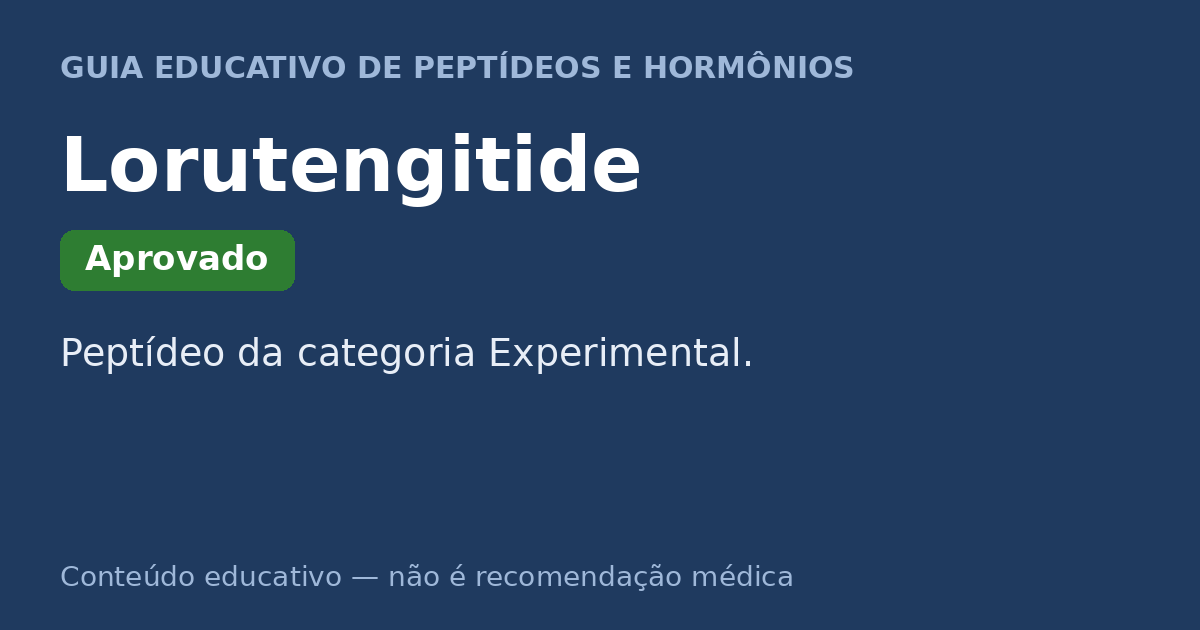 GUIA EDUCATIVO DE PEPTÍDEOS E HORMÔNIOS
Lorutengitide
Aprovado
Peptídeo da categoria Experimental.
Conteúdo educativo — não é recomendação médica